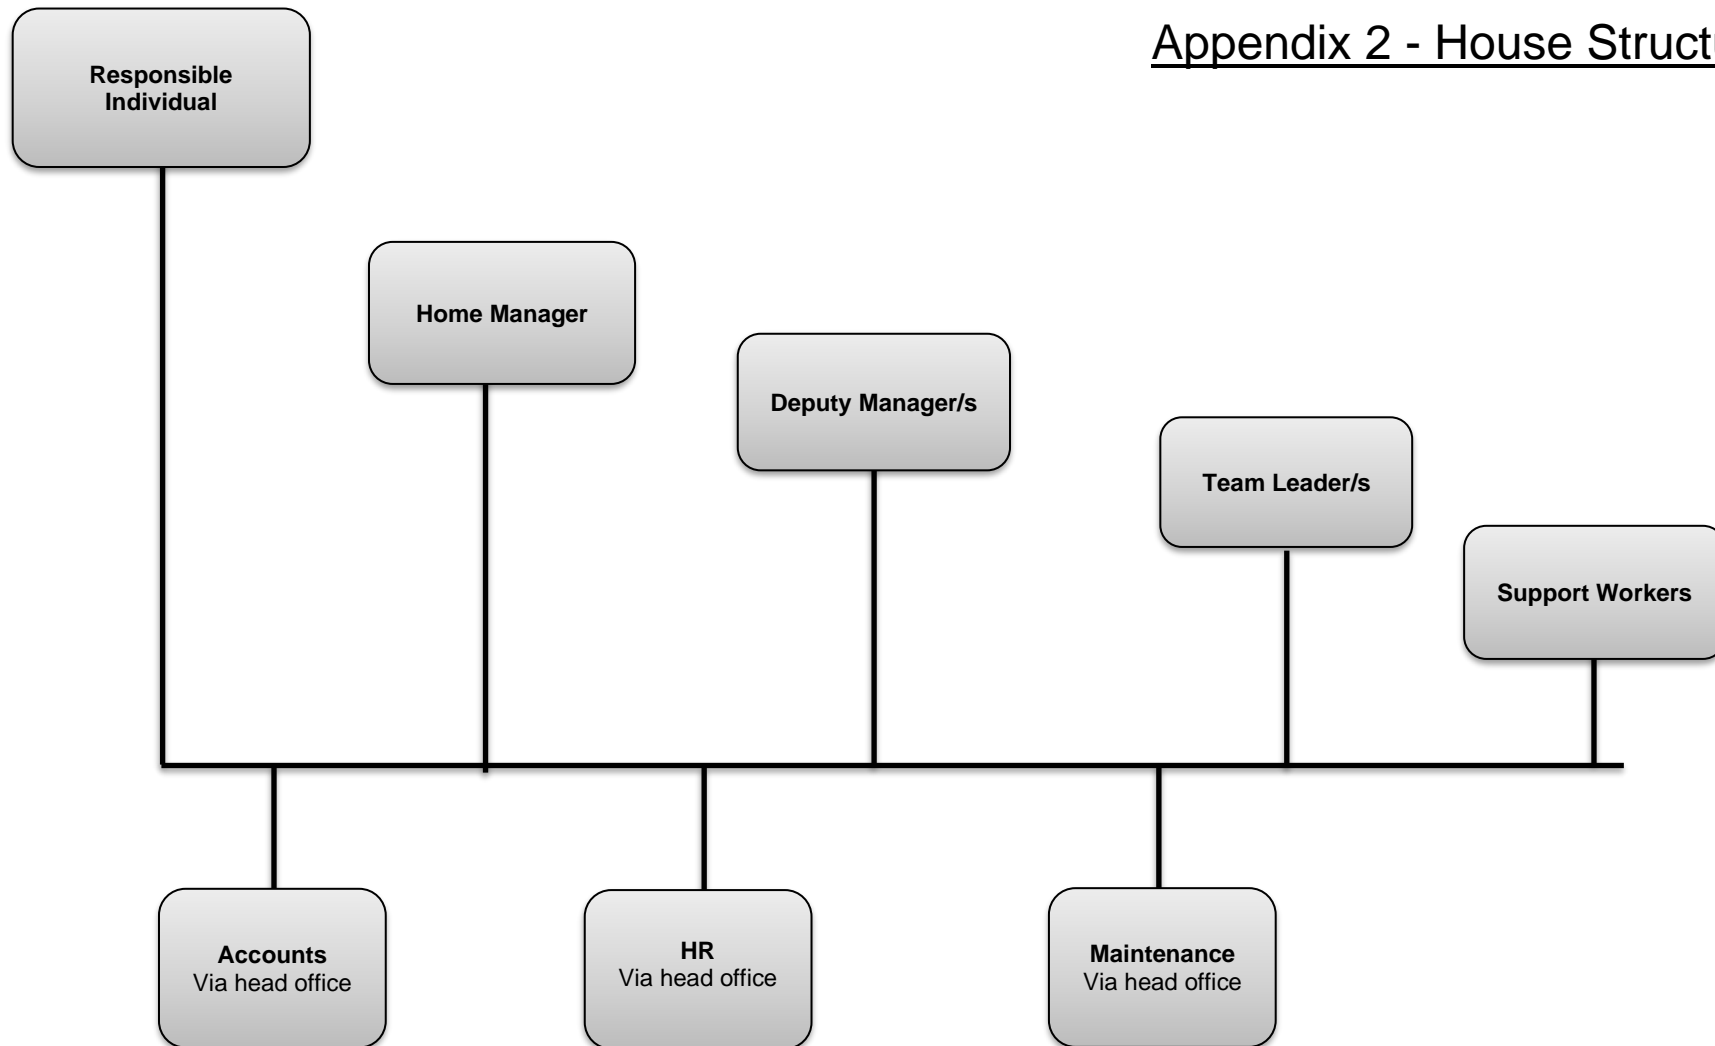 Appendix 2 - House Struct
Responsible
Individual
Home Manager
Deputy Manager/s
Team Leader/s
Support Workers
Accounts
Via head office
HR
Via head office
Maintenance
Via head office